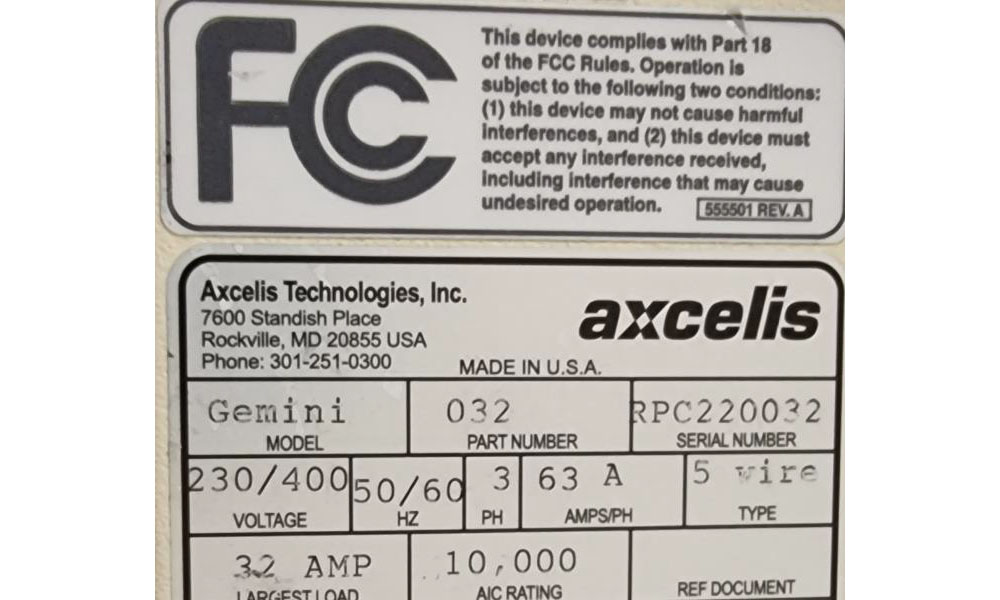 FCC
This device complies with Part 18
of the FCC Rules. Operation is
subject to the following two conditions:
(1) this device may not cause harmful
interferences, and (2) this device must
accept any interference received,
including interference that may cause
undesired operation.
555501 REV. A
Axcelis Technologies, Inc.
7600 Standish Place
Rockville, MD 20855 USA
Phone: 301-251-0300
axcelis
MADE IN U.S.A.
Gemini
MODEL
032
PART NUMBER
RPC220032
SERIAL NUMBER
230/400
VOLTAGE
50/60
HZ
3
PH
63 A
AMPS/PH
5 wire
TYPE
32 AMP
LARGEST LOAD
10,000
AIC RATING
REF DOCUMENT